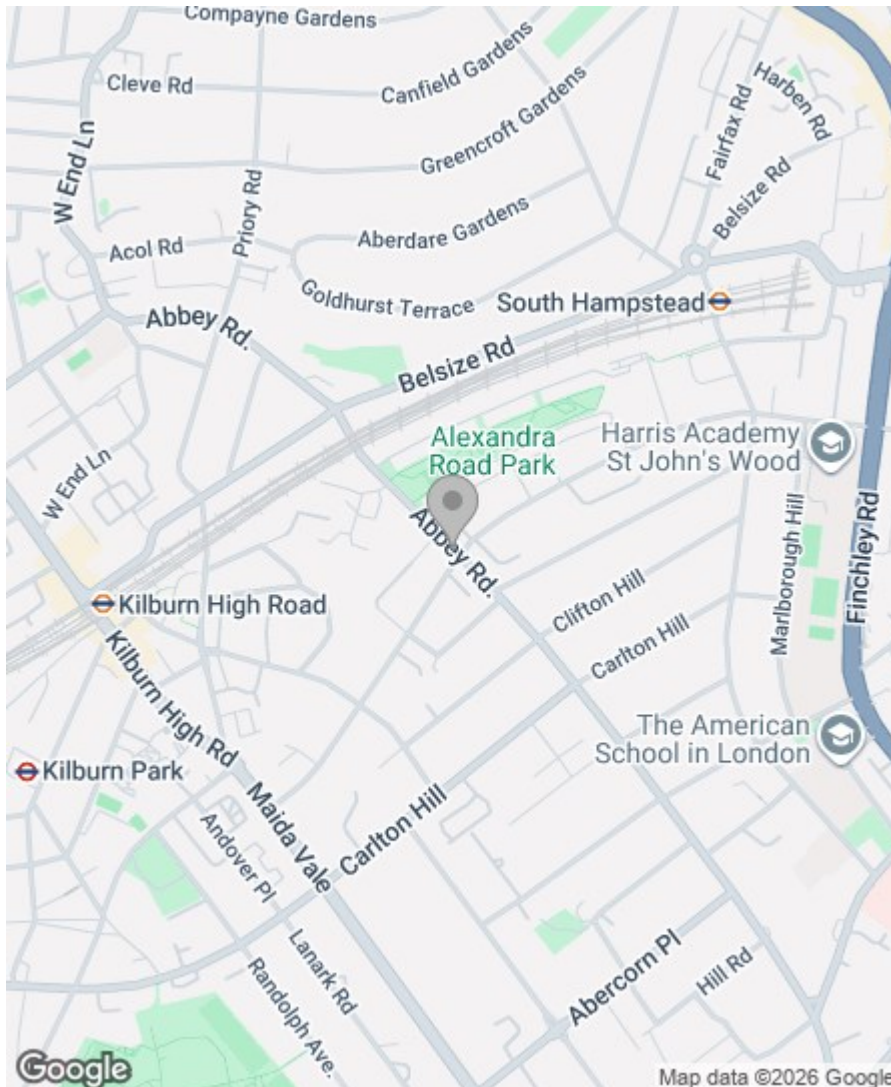 Compayne Gardens
Cleve Rd
Canfield Gardens
Harben Rd
Fairfax Rd
Greencroft Gardens
W End Ln
Priory Rd
Belsize Rd
Aberdare Gardens
Acol Rd
Goldhurst Terrace
South Hampstead
Abbey Rd.
Belsize Rd
Alexandra
Road Park
Harris Academy
St John's Wood
W End Ln
Abbey Rd.
Marlborough Hill
Finchley Rd
Clifton Hill
Kilburn High Road
Carlton Hill
Kilburn High Rd
The American
School in London
Kilburn Park
Maida Vale
Carlton Hill
Andover Pl
Lanark Rd
Abercorn Pl
Hill Rd
Randolph Ave.
Google
Map data ©2026 Google